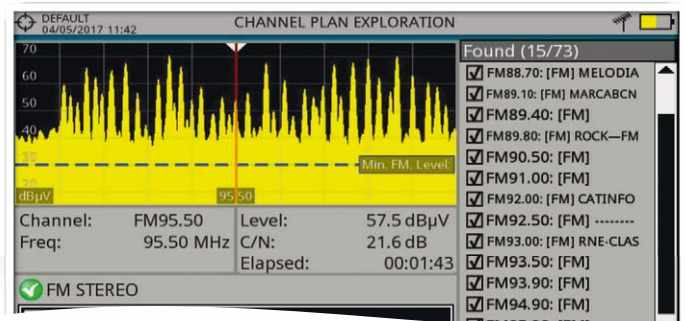 DEFAULT
04/05/2017 11:42
CHANNEL PLAN EXPLORATION
70
60
50
40
30
20
dBµV
95.50
Min. FM. Level:
Channel: FM95.50
Freq: 95.50 MHz
Level: 57.5 dBµV
C/N: 21.6 dB
Elapsed: 00:01:43
FM STEREO
Found (15/73)
FM88.70: [FM] MELODIA
FM89.10: [FM] MARCABCN
FM89.40: [FM]
FM89.80: [FM] ROCK—FM
FM90.50: [FM]
FM91.00: [FM]
FM92.00: [FM] CATINFO
FM92.50: [FM] --------
FM93.00: [FM] RNE-CLAS
FM93.50: [FM]
FM93.90: [FM]
FM94.90: [FM]